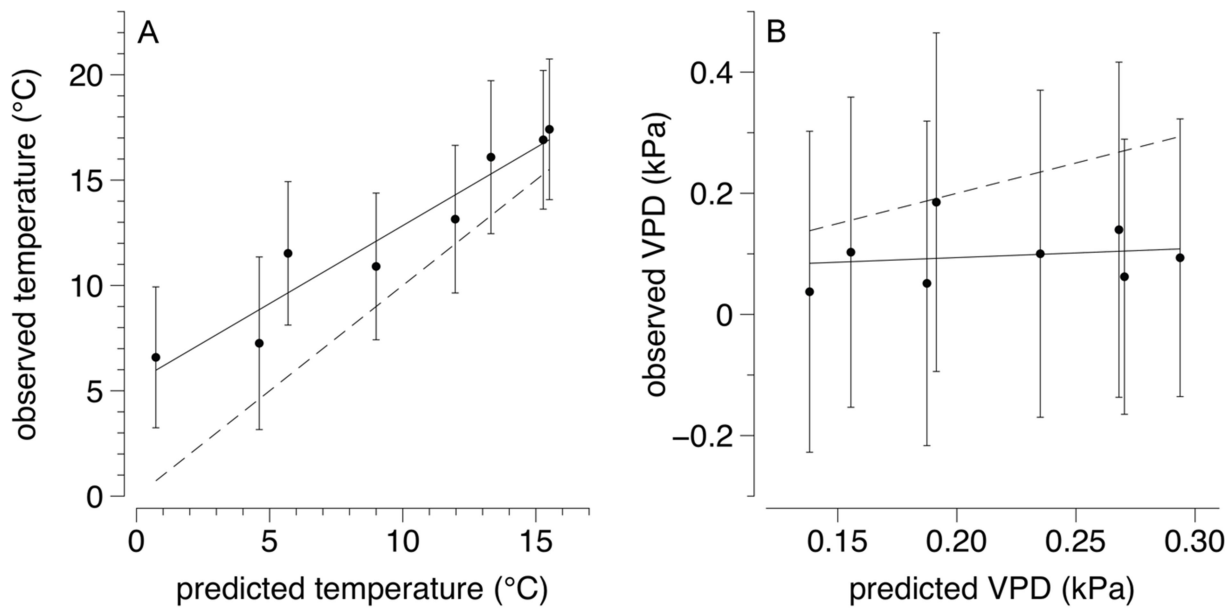 A
observed temperature (°C)
20
15
10
5
0
0 5 10 15
predicted temperature (°C)
B
observed VPD (kPa)
0.4
0.2
0
−0.2
0.15 0.20 0.25 0.30
predicted VPD (kPa)